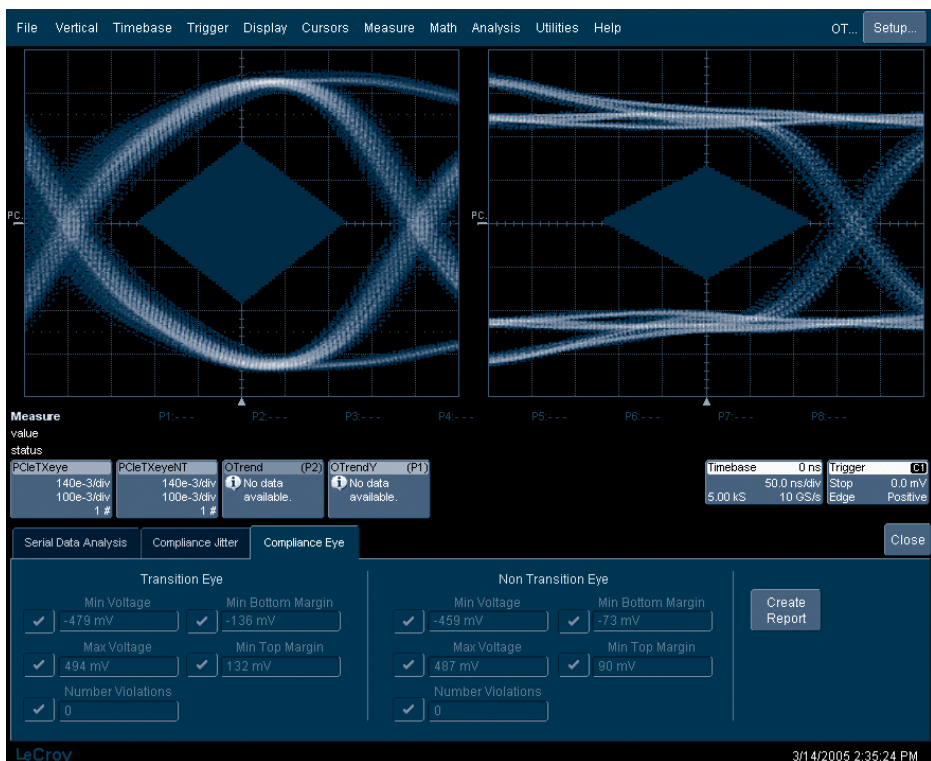 File Vertical Timebase Trigger Display Cursors Measure Math Analysis Utilities Help OT... Setup...
PC. PC.
Measure P1:- - - P2:- - - P3:- - - P4:- - - P5:- - - P6:- - - P7:- - - P8:- - -
value
status
PCIeTXeye
140e-3/div
100e-3/div
1 #
PCIeTXeyeNT
140e-3/div
100e-3/div
1 #
OTrend (P2)
No data
available.
OTrendY (P1)
No data
available.
Timebase 0 ns
50.0 ns/div
5.00 kS 10 GS/s
Trigger C1
Stop 0.0 mV
Edge Positive
Serial Data Analysis Compliance Jitter Compliance Eye Close
Transition Eye
Min Voltage Min Bottom Margin
-479 mV -136 mV
Max Voltage Min Top Margin
494 mV 132 mV
Number Violations
0
Non Transition Eye
Min Voltage Min Bottom Margin
-459 mV -73 mV
Max Voltage Min Top Margin
487 mV 90 mV
Number Violations
0
Create
Report
LeCroy 3/14/2005 2:35:24 PM